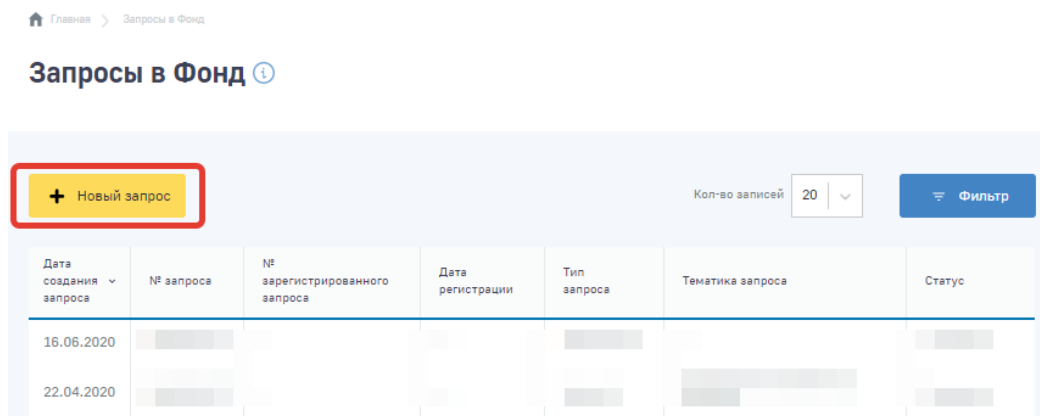 Главная > Запросы в Фонд
Запросы в Фонд i
+ Новый запрос
Кол-во записей 20
Фильтр
Дата
создания
запроса
№ запроса
№
зарегистрированного
запроса
Дата
регистрации
Тип
запроса
Тематика запроса
Статус
16.06.2020
22.04.2020